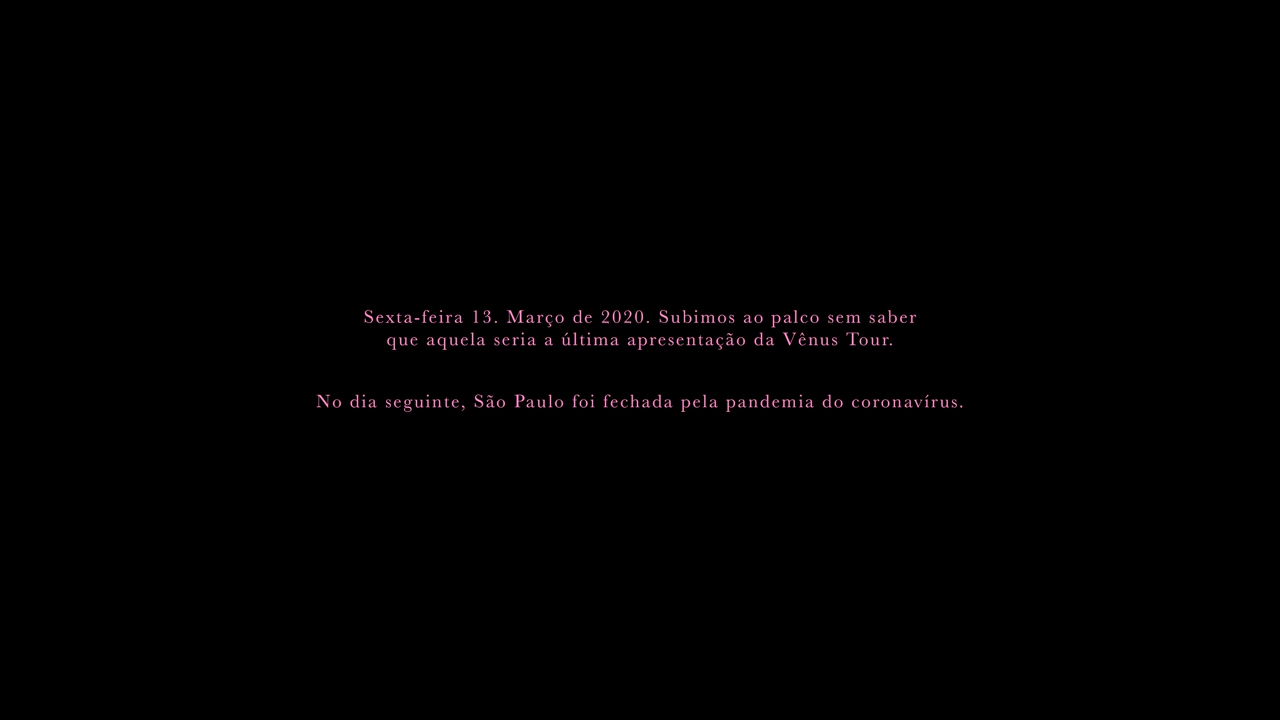 Sexta-feira 13. Março de 2020. Subimos ao palco sem saber
que aquela seria a última apresentação da Vênus Tour.
No dia seguinte, São Paulo foi fechada pela pandemia do coronavírus.